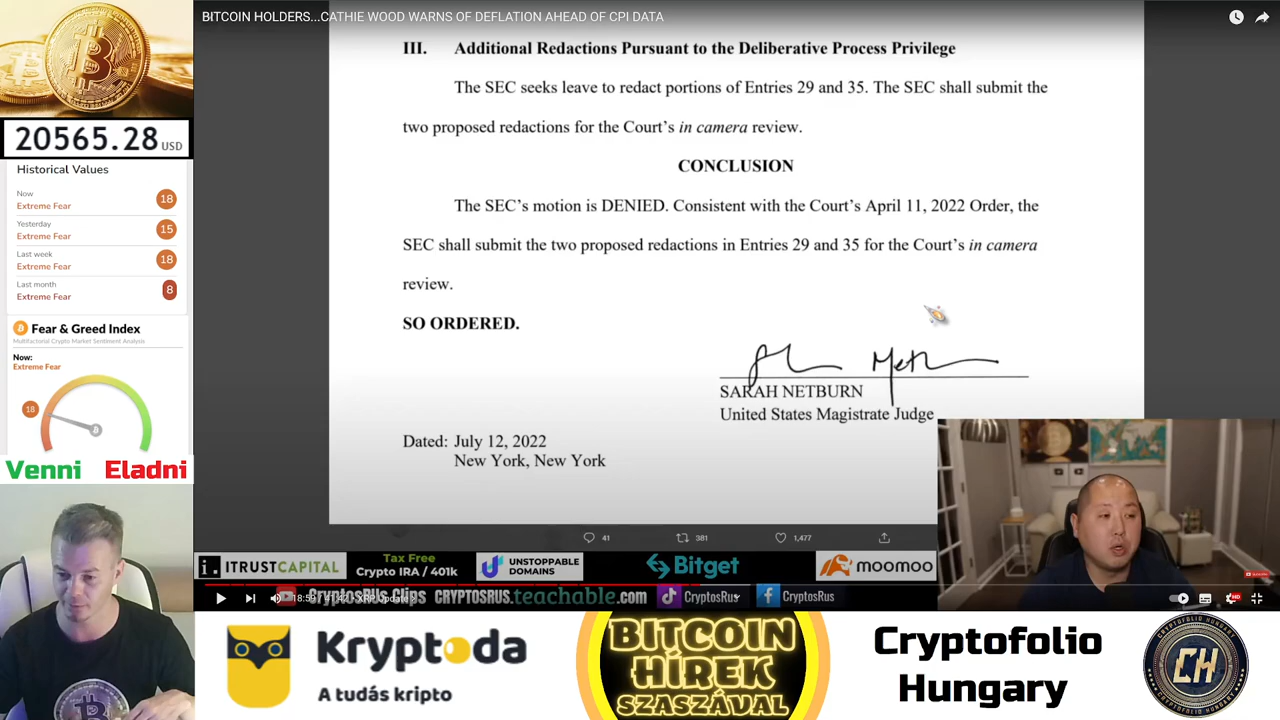 BITCOIN HOLDERS...CATHIE WOOD WARNS OF DEFLATION AHEAD OF CPI DATA
III. Additional Redactions Pursuant to the Deliberative Process Privilege
The SEC seeks leave to redact portions of Entries 29 and 35. The SEC shall submit the
two proposed redactions for the Court's in camera review.
CONCLUSION
The SEC's motion is DENIED. Consistent with the Court's April 11, 2022 Order, the
SEC shall submit the two proposed redactions in Entries 29 and 35 for the Court's in camera
review.
SO ORDERED.
SARAH NETBURN
United States Magistrate Judge
Dated: July 12, 2022
New York, New York
41
381
1,477
20565.28 USD
Historical Values
Now
Extreme Fear
18
Yesterday
Extreme Fear
15
Last week
Extreme Fear
18
Last month
Extreme Fear
8
Fear & Greed Index
Multifactorial Crypto Market Sentiment Analysis
Now:
Extreme Fear
18
Venni Eladni
i. ITRUSTCAPITAL
Tax Free
Crypto IRA / 401k
UNSTOPPABLE
DOMAINS
Bitget
moomoo
CRYPTOSRUS.teachable.com
CryptosRus
CryptosRus
HD
Kryptoda
A tudás kripto
BITCOIN
HÍREK
SZASZÁVAL
Cryptofolio
Hungary
CH